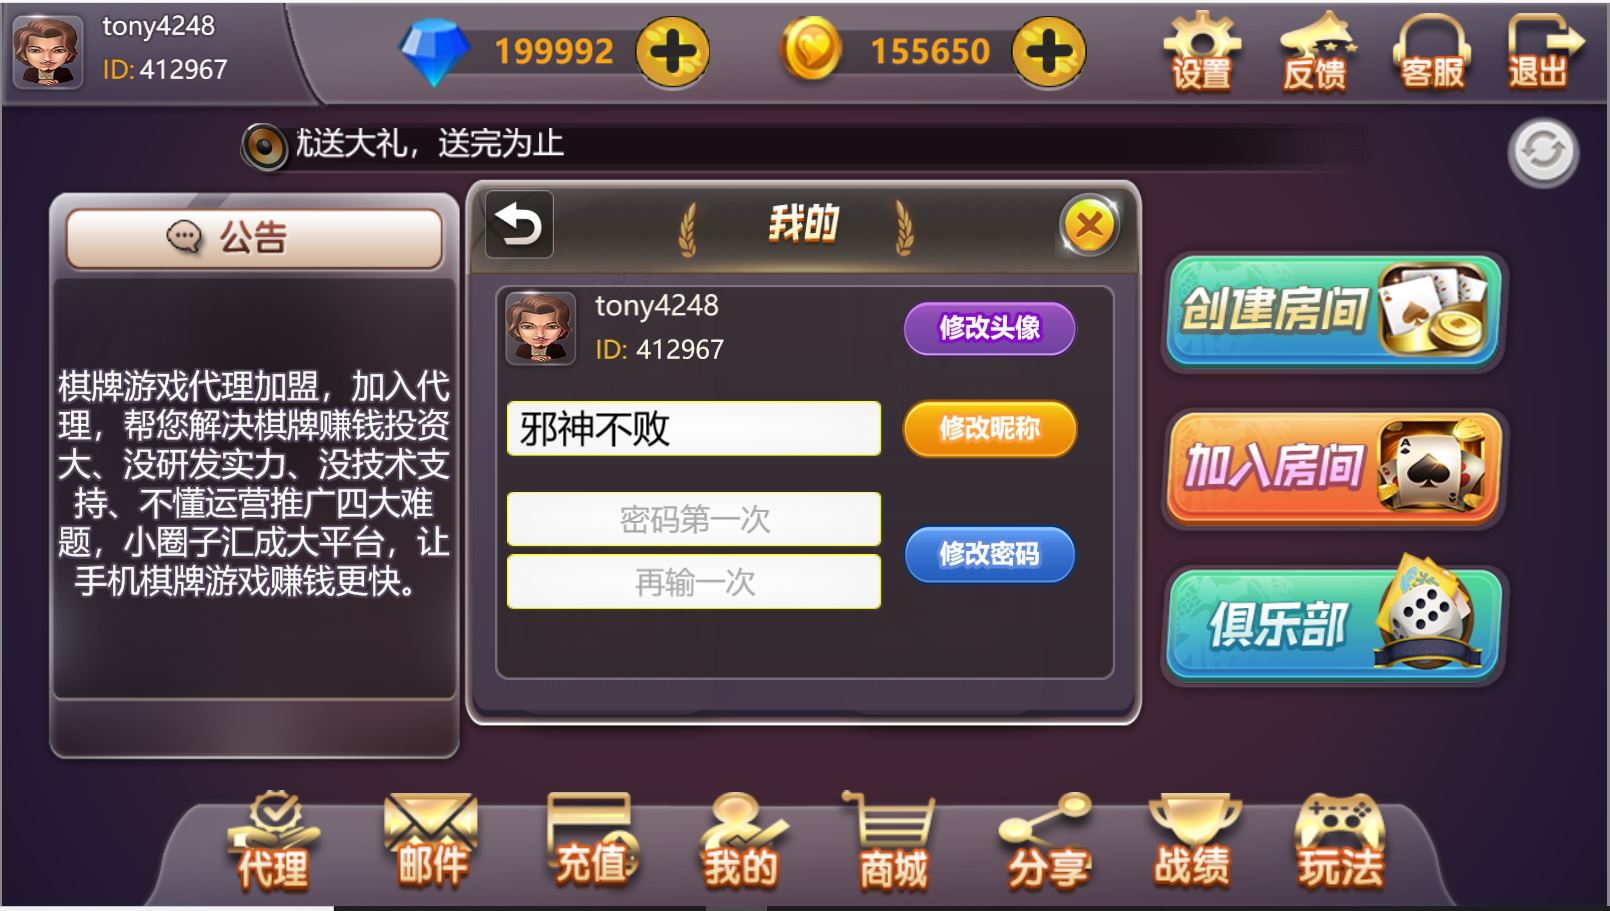 tony4248
ID: 412967
199992
155650
设置
反馈
客服
退出
送大礼，送完为止
公告
棋牌游戏代理加盟，加入代
理，帮您解决棋牌赚钱投资
大、没研发实力、没技术支
持、不懂运营推广四大难
题，小圈子汇成大平台，让
手机棋牌游戏赚钱更快。
我的
tony4248
ID: 412967
修改头像
邪神不败
修改昵称
密码第一次
再输一次
修改密码
创建房间
加入房间
A
俱乐部
代理
邮件
充值
我的
商城
分享
战绩
玩法